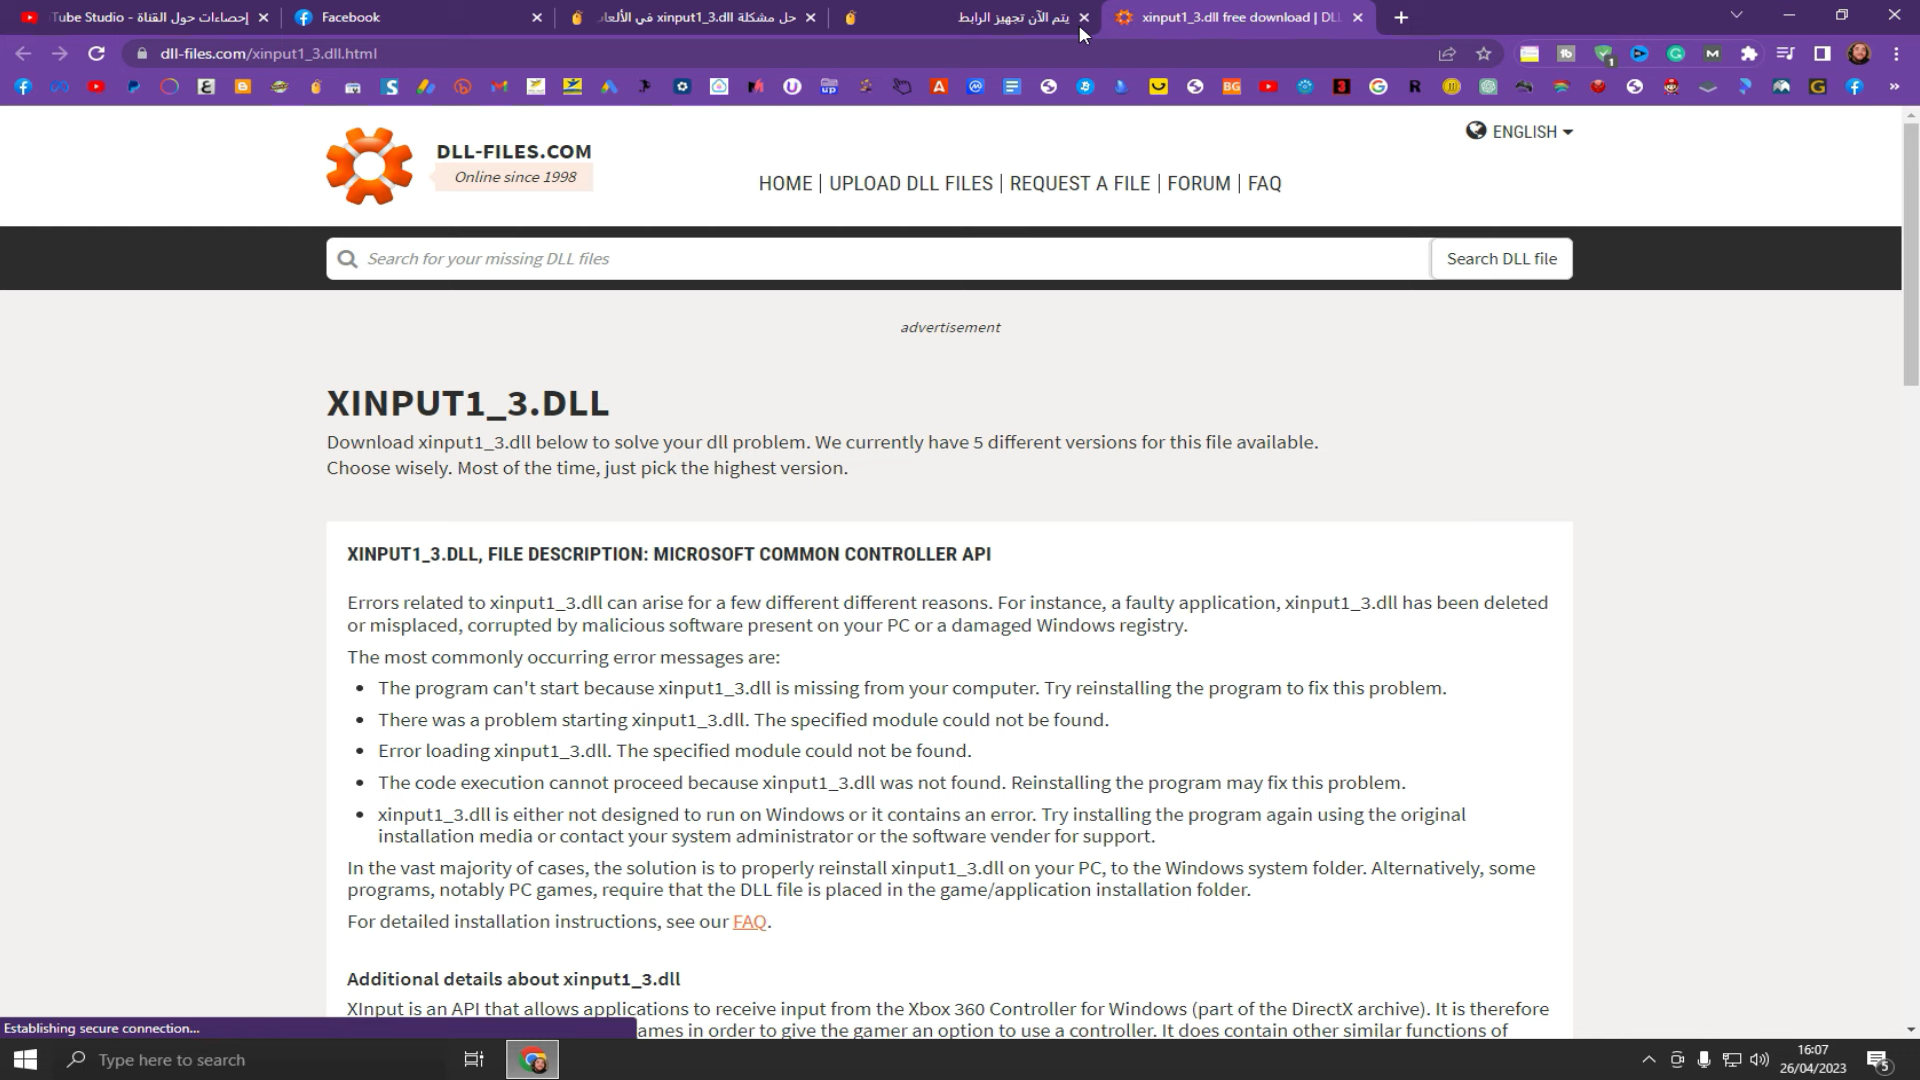 Tube Studio - إحصاءات حول القناة
Facebook
حل مشكلة xinput1_3.dll في الألعار
يتم الآن تجهيز الرابط
xinput1_3.dll free download | DLL
dll-files.com/xinput1_3.dll.html
DLL-FILES.COM
Online since 1998
ENGLISH
HOME | UPLOAD DLL FILES | REQUEST A FILE | FORUM | FAQ
Search for your missing DLL files
Search DLL file
advertisement
XINPUT1_3.DLL
Download xinput1_3.dll below to solve your dll problem. We currently have 5 different versions for this file available.
Choose wisely. Most of the time, just pick the highest version.
XINPUT1_3.DLL, FILE DESCRIPTION: MICROSOFT COMMON CONTROLLER API
Errors related to xinput1_3.dll can arise for a few different different reasons. For instance, a faulty application, xinput1_3.dll has been deleted
or misplaced, corrupted by malicious software present on your PC or a damaged Windows registry.
The most commonly occurring error messages are:
• The program can't start because xinput1_3.dll is missing from your computer. Try reinstalling the program to fix this problem.
• There was a problem starting xinput1_3.dll. The specified module could not be found.
• Error loading xinput1_3.dll. The specified module could not be found.
• The code execution cannot proceed because xinput1_3.dll was not found. Reinstalling the program may fix this problem.
• xinput1_3.dll is either not designed to run on Windows or it contains an error. Try installing the program again using the original
installation media or contact your system administrator or the software vender for support.
In the vast majority of cases, the solution is to properly reinstall xinput1_3.dll on your PC, to the Windows system folder. Alternatively, some
programs, notably PC games, require that the DLL file is placed in the game/application installation folder.
For detailed installation instructions, see our FAQ.
Additional details about xinput1_3.dll
XInput is an API that allows applications to receive input from the Xbox 360 Controller for Windows (part of the DirectX archive). It is therefore
ames in order to give the gamer an option to use a controller. It does contain other similar functions of
Establishing secure connection...
Type here to search
16:07
26/04/2023
5